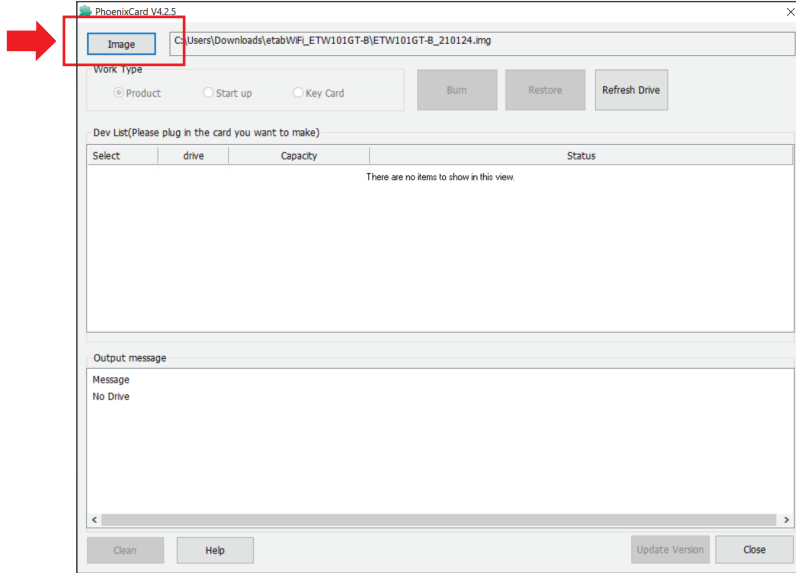 PhoenixCard V4.2.5
Image
C:\Users\Downloads\etabWiFi_ETW101GT-B\ETW101GT-B_210124.img
Work Type
Product Start up Key Card
Burn Restore Refresh Drive
Dev List(Please plug in the card you want to make)
Select drive Capacity Status
There are no items to show in this view.
Output message
Message
No Drive
Clean Help Update Version Close